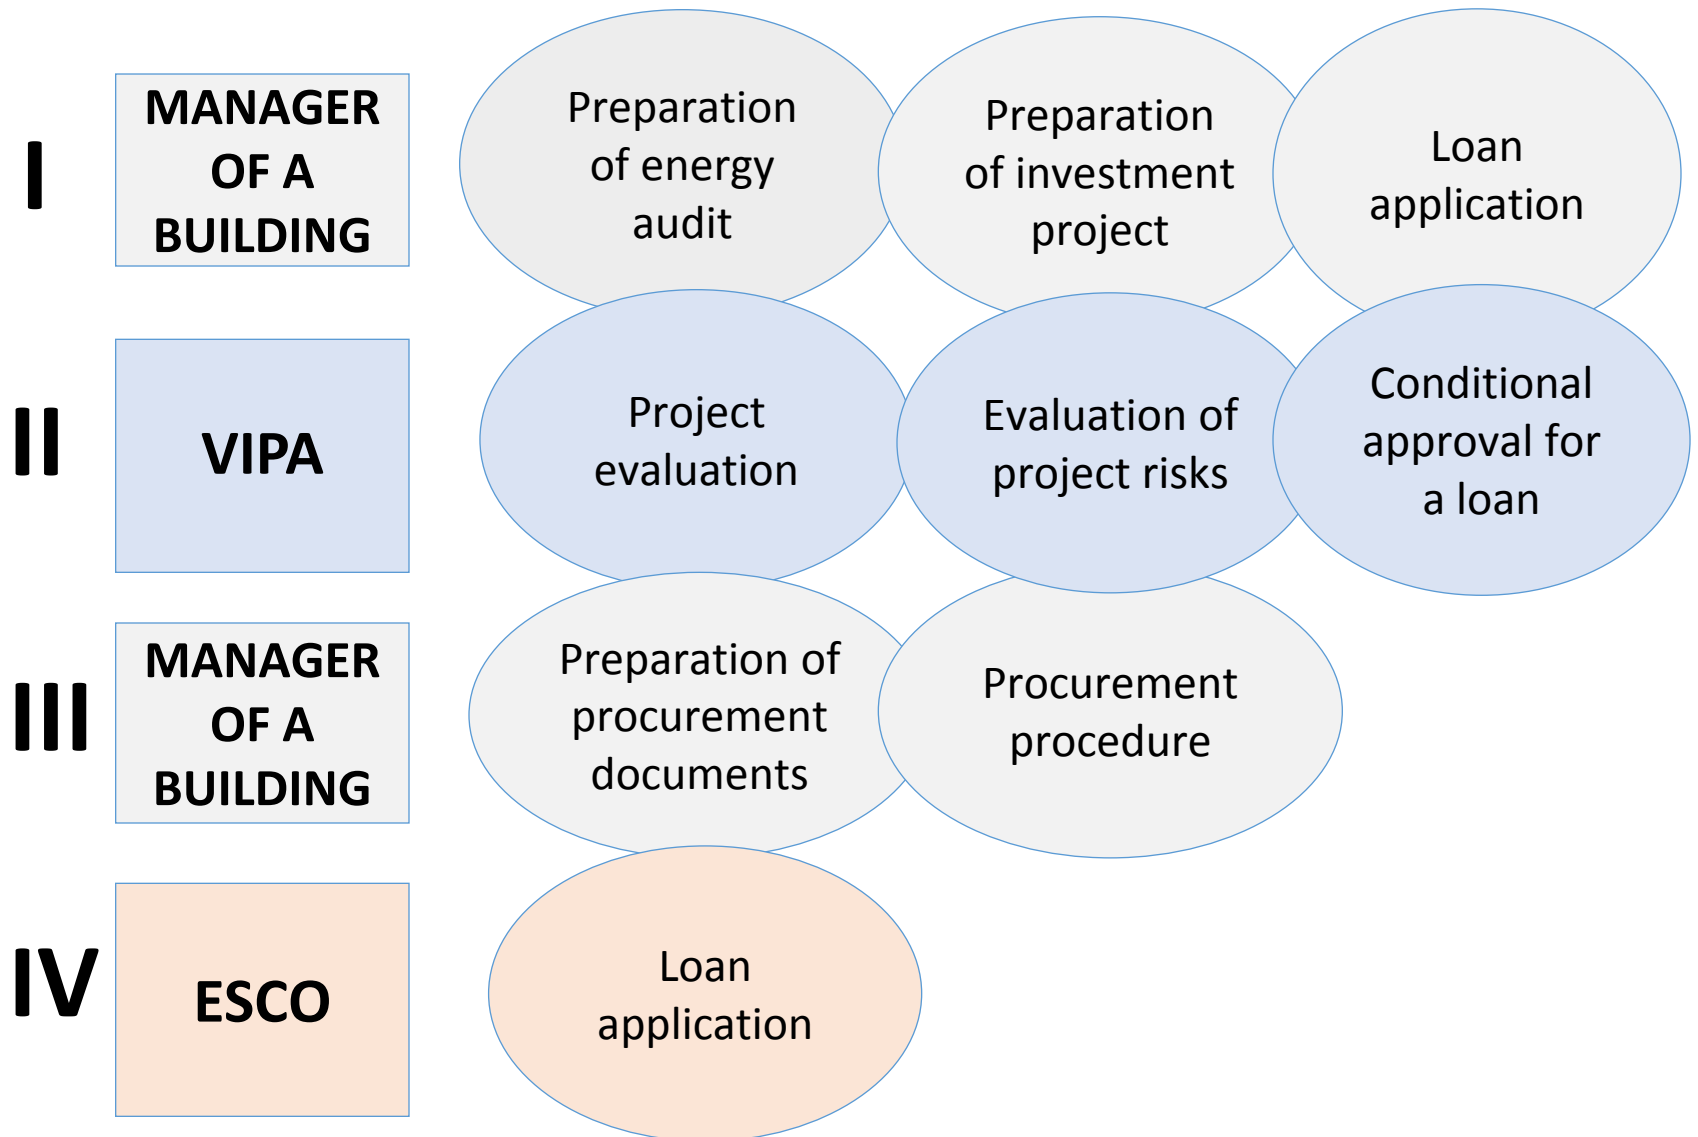 I
MANAGER
OF A
BUILDING
Preparation
of energy
audit
Preparation
of investment
project
Loan
application
II
VIPA
Project
evaluation
Evaluation of
project risks
Conditional
approval for
a loan
III
MANAGER
OF A
BUILDING
Preparation of
procurement
documents
Procurement
procedure
IV
ESCO
Loan
application